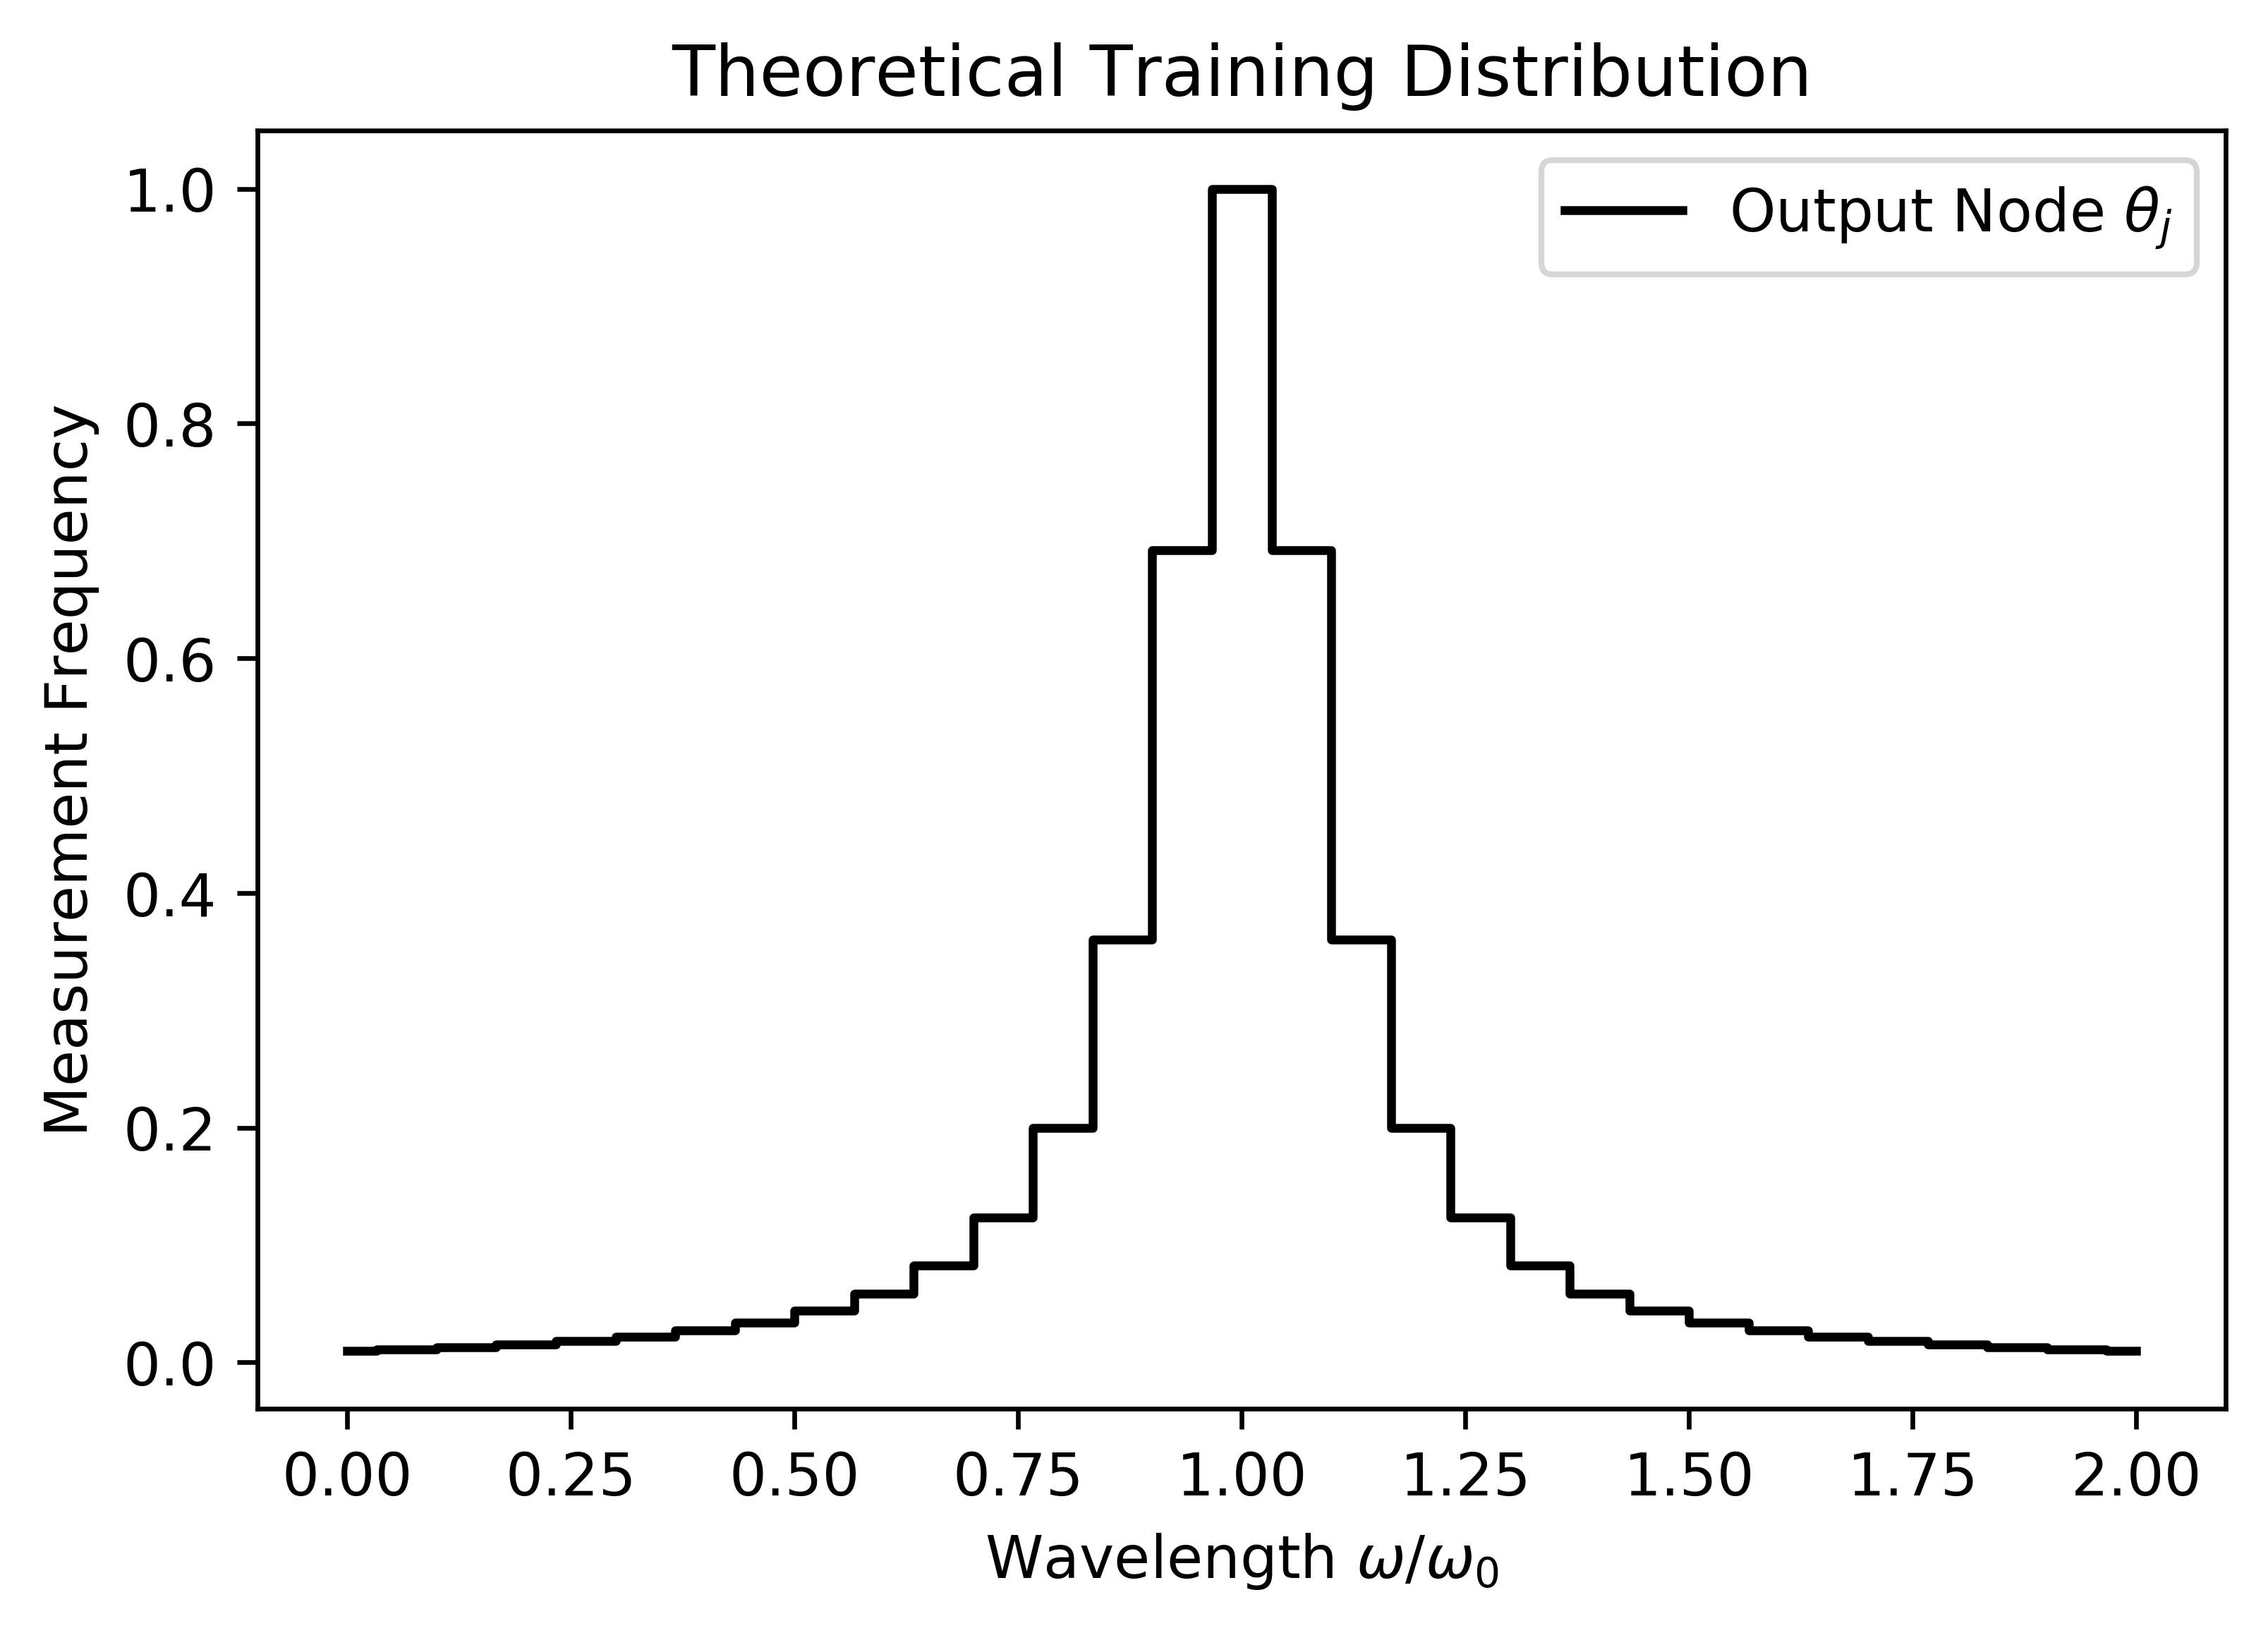 Theoretical Training Distribution
Output Node θⱼ
Measurement Frequency
1.0
0.8
0.6
0.4
0.2
0.0
0.00 0.25 0.50 0.75 1.00 1.25 1.50 1.75 2.00
Wavelength ω/ω₀